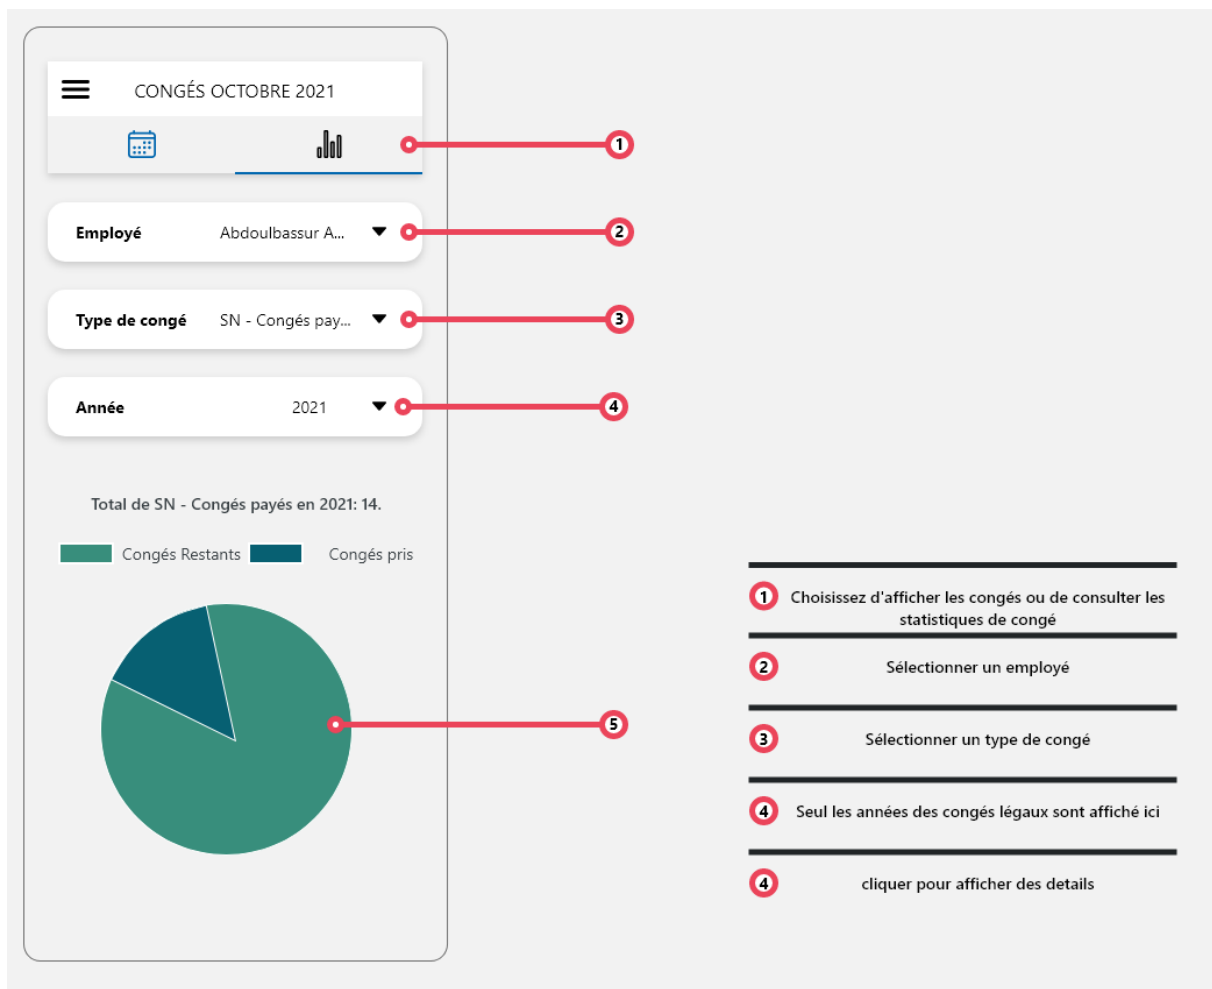 CONGÉS OCTOBRE 2021
1
Employé Abdoulbassur A... 2
Type de congé SN - Congés pay... 3
Année 2021 4
Total de SN - Congés payés en 2021: 14.
Congés Restants Congés pris
5
1 Choisissez d'afficher les congés ou de consulter les
statistiques de congé
2 Sélectionner un employé
3 Sélectionner un type de congé
4 Seul les années des congés légaux sont affiché ici
4 cliquer pour afficher des details